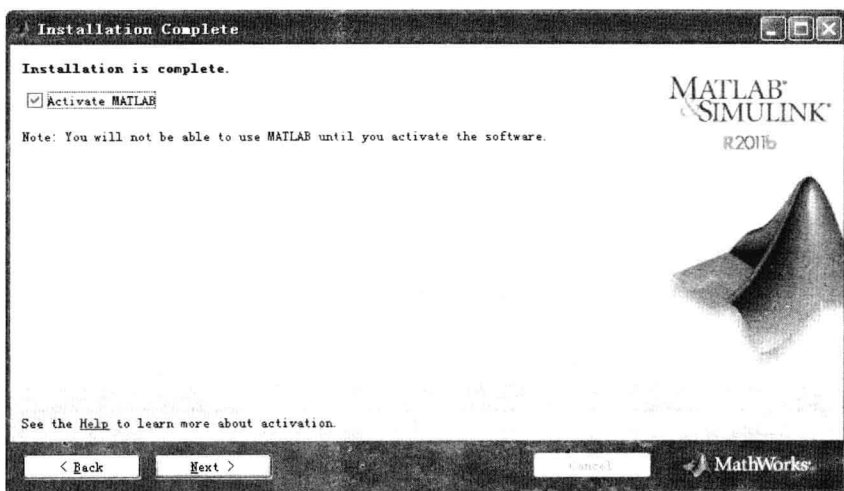 Installation Complete
Installation is complete.
Activate MATLAB
Note: You will not be able to use MATLAB until you activate the software.
MATLAB®
&SIMULINK®
R2011b
See the Help to learn more about activation.
< Back
Next >
Cancel
MathWorks®